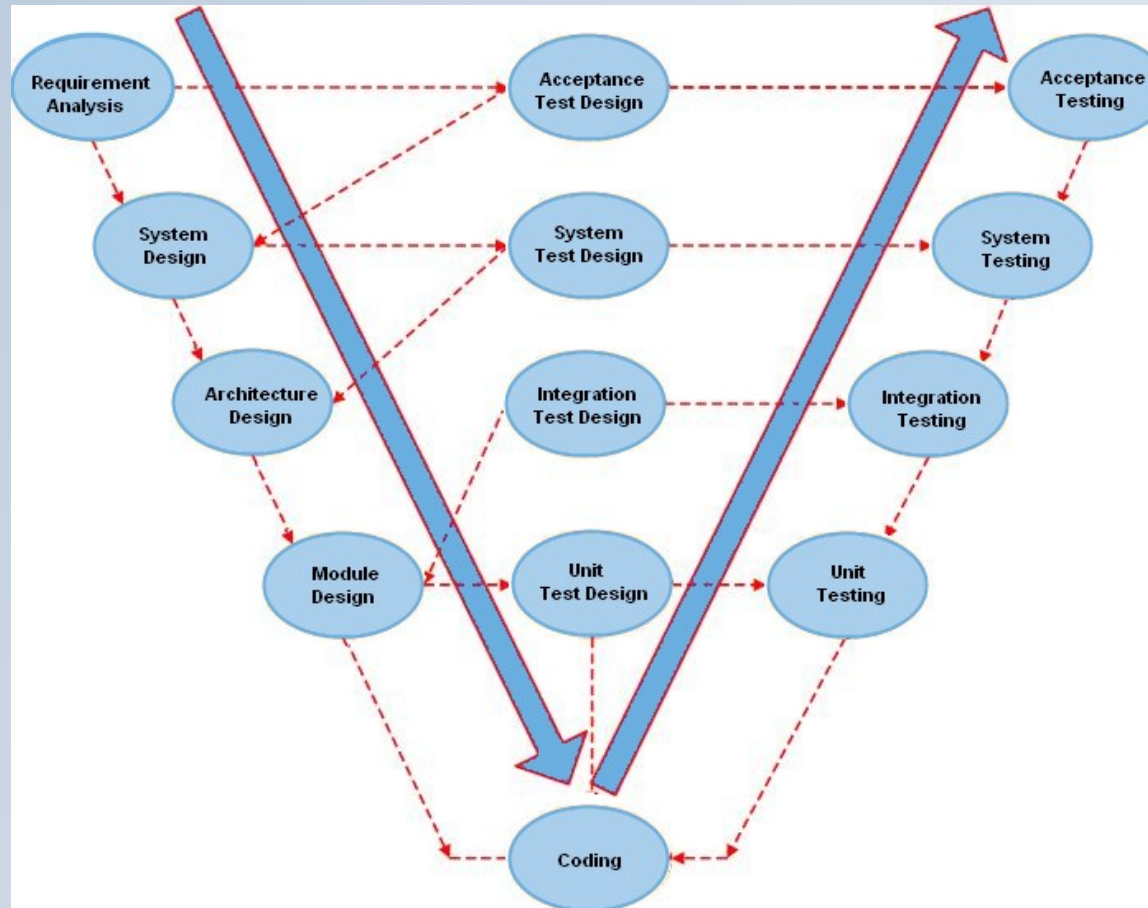 Requirement
Analysis
Acceptance
Test Design
Acceptance
Testing
System
Design
System
Test Design
System
Testing
Architecture
Design
Integration
Test Design
Integration
Testing
Module
Design
Unit
Test Design
Unit
Testing
Coding